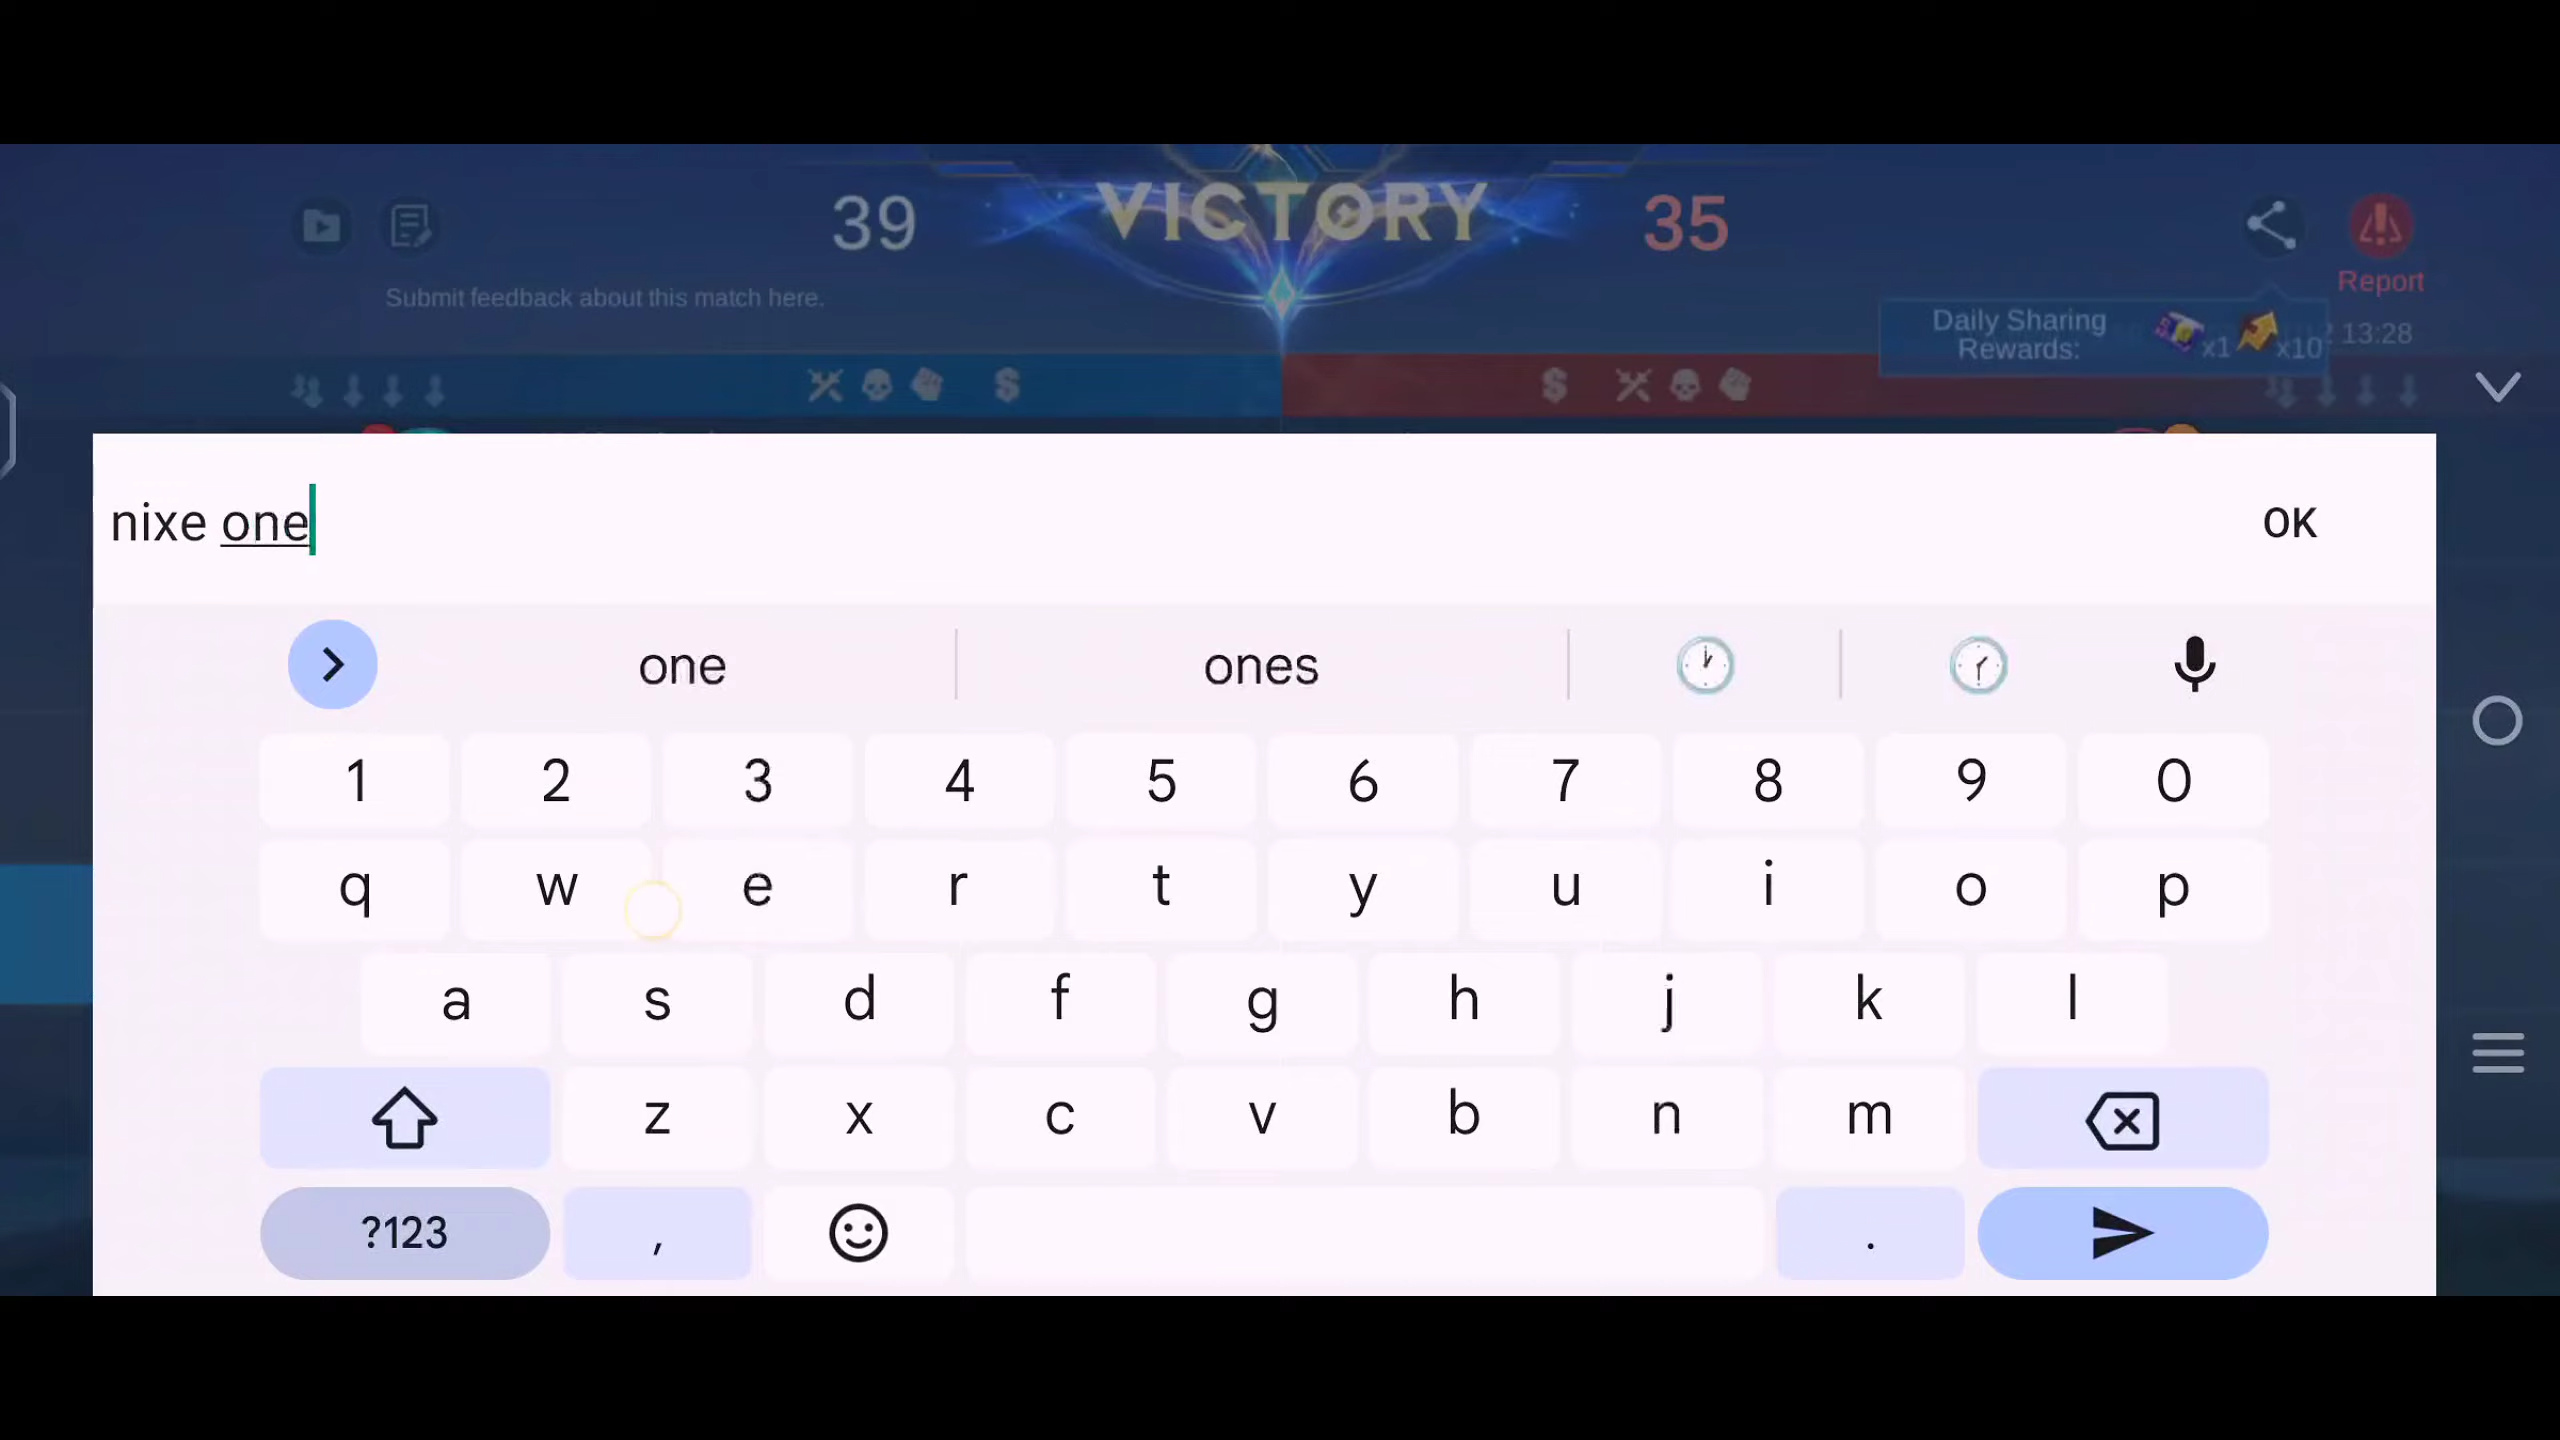 39 VICTORY 35
Report
Submit feedback about this match here.
Daily Sharing
Rewards: x1 x10 2 13:28
nixe one OK
one ones
1 2 3 4 5 6 7 8 9 0
q w e r t y u i o p
a s d f g h j k l
z x c v b n m
?123 , .